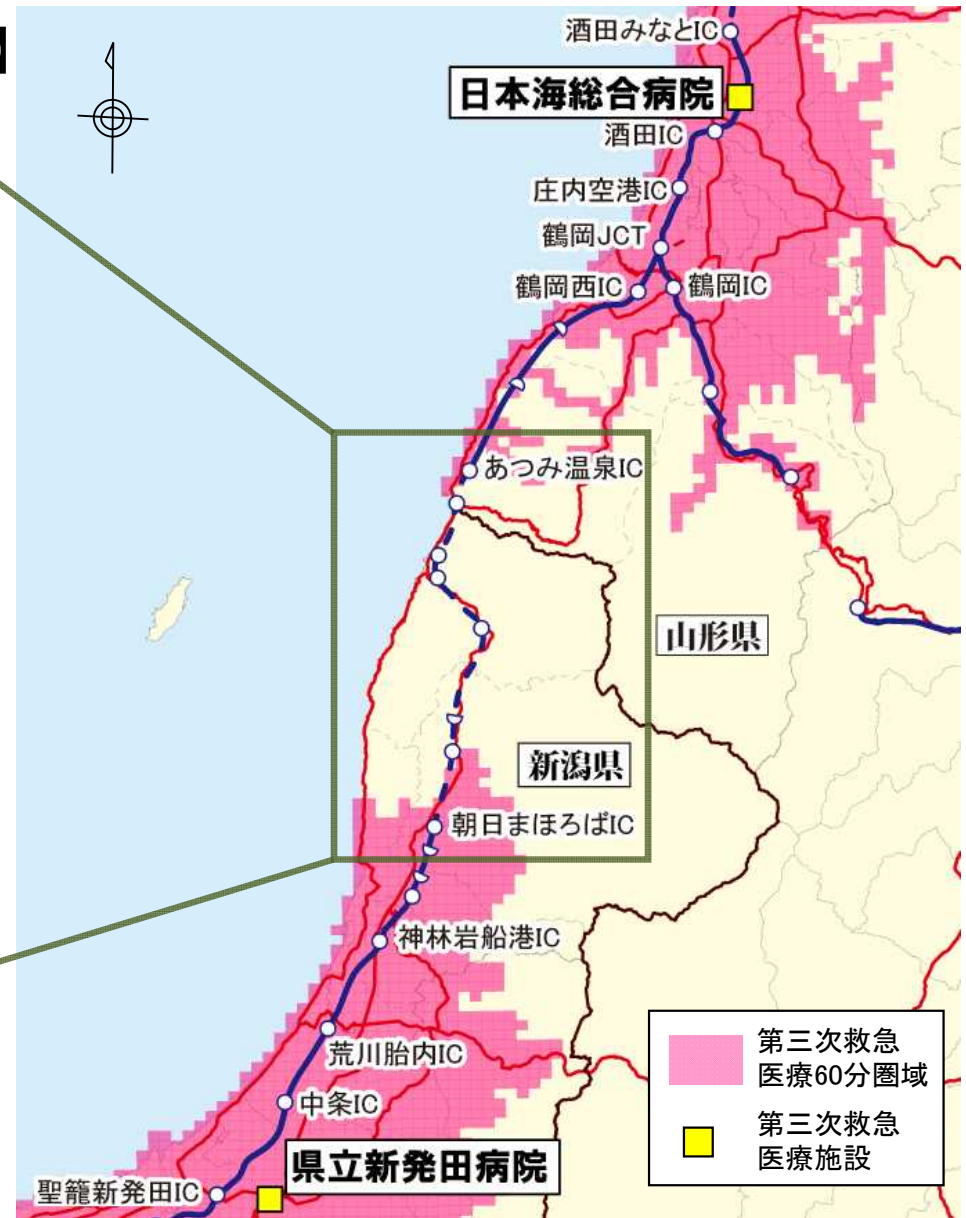 酒田みなとIC
日本海総合病院
酒田IC
庄内空港IC
鶴岡JCT
鶴岡西IC
鶴岡IC
あつみ温泉IC
山形県
新潟県
朝日まほろばIC
神林岩船港IC
荒川胎内IC
中条IC
県立新発田病院
聖籠新発田IC
第三次救急
医療60分圏域
第三次救急
医療施設